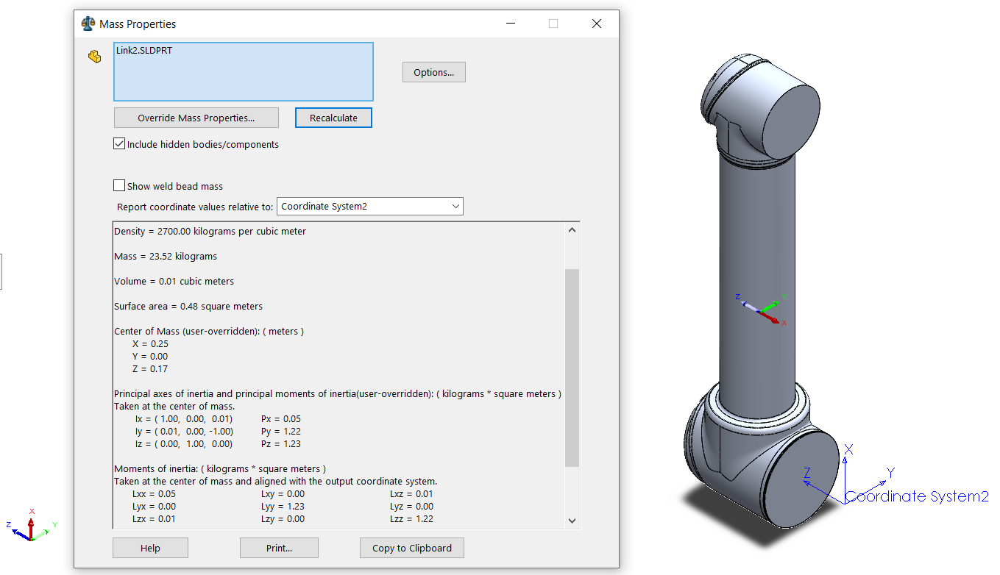 Mass Properties
Link2.SLDPRT
Options...
Override Mass Properties...
Recalculate
Include hidden bodies/components
Show weld bead mass
Report coordinate values relative to:
Coordinate System2
Density = 2700.00 kilograms per cubic meter
Mass = 23.52 kilograms
Volume = 0.01 cubic meters
Surface area = 0.48 square meters
Center of Mass (user-overridden): ( meters )
X = 0.25
Y = 0.00
Z = 0.17
Principal axes of inertia and principal moments of inertia(user-overridden): ( kilograms * square meters )
Taken at the center of mass.
Ix = ( 1.00, 0.00, 0.01) Px = 0.05
Iy = ( 0.01, 0.00, -1.00) Py = 1.22
Iz = ( 0.00, 1.00, 0.00) Pz = 1.23
Moments of inertia: ( kilograms * square meters )
Taken at the center of mass and aligned with the output coordinate system.
Lxx = 0.05 Lxy = 0.00 Lxz = 0.01
Lyx = 0.00 Lyy = 1.23 Lyz = 0.00
Lzx = 0.01 Lzy = 0.00 Lzz = 1.22
Help
Print...
Copy to Clipboard
X
Z
Y
Z
Y
X
X
Y
Z
Coordinate System2